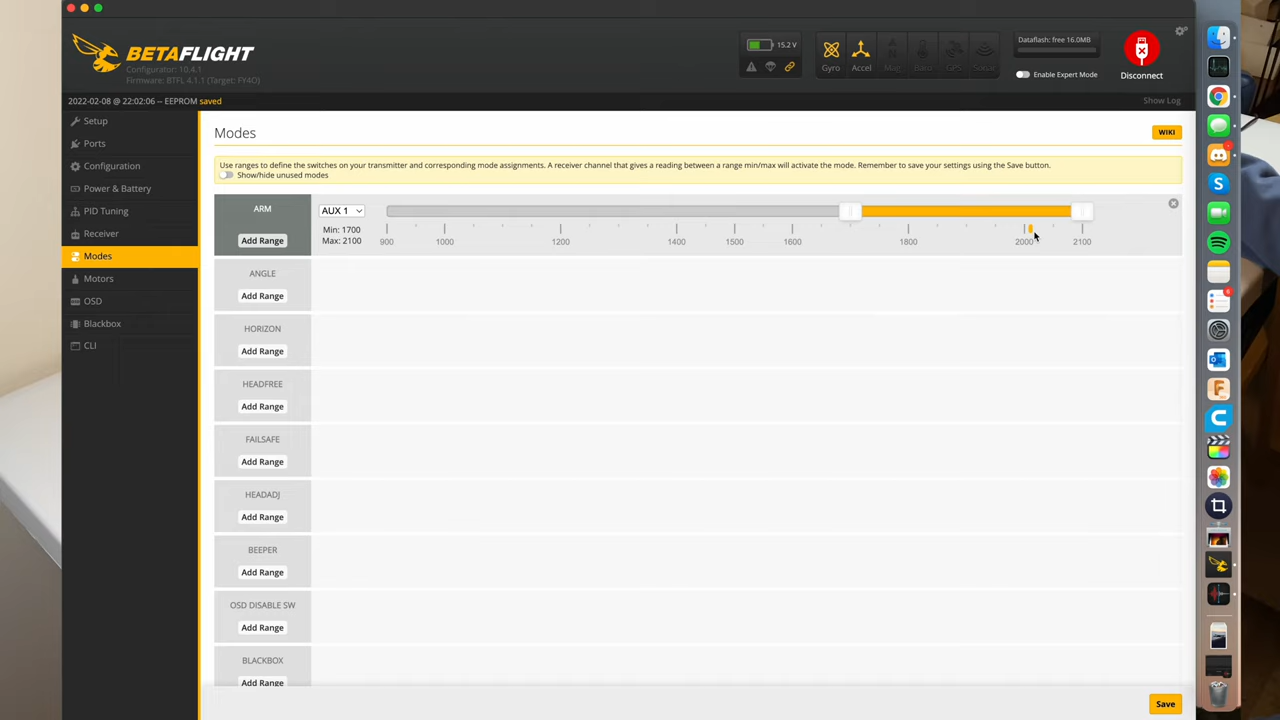 BETAFLIGHT
Configurator: 10.4.1
Firmware: BTFL 4.1.1 (Target: FY4O)
15.2 V
Gyro
Accel
Mag
Baro
GPS
Sonar
Dataflash: free 16.0MB
Enable Expert Mode
Disconnect
2022-02-08 @ 22:02:06 -- EEPROM saved
Show Log
Setup
Ports
Configuration
Power & Battery
PID Tuning
Receiver
Modes
Motors
OSD
Blackbox
CLI
Modes
WIKI
Use ranges to define the switches on your transmitter and corresponding mode assignments. A receiver channel that gives a reading between a range min/max will activate the mode. Remember to save your settings using the Save button.
Show/hide unused modes
ARM
Add Range
AUX 1
Min: 1700
Max: 2100
900 1000 1200 1400 1500 1600 1800 2000 2100
ANGLE
Add Range
HORIZON
Add Range
HEADFREE
Add Range
FAILSAFE
Add Range
HEADADJ
Add Range
BEEPER
Add Range
OSD DISABLE SW
Add Range
BLACKBOX
Add Range
Save